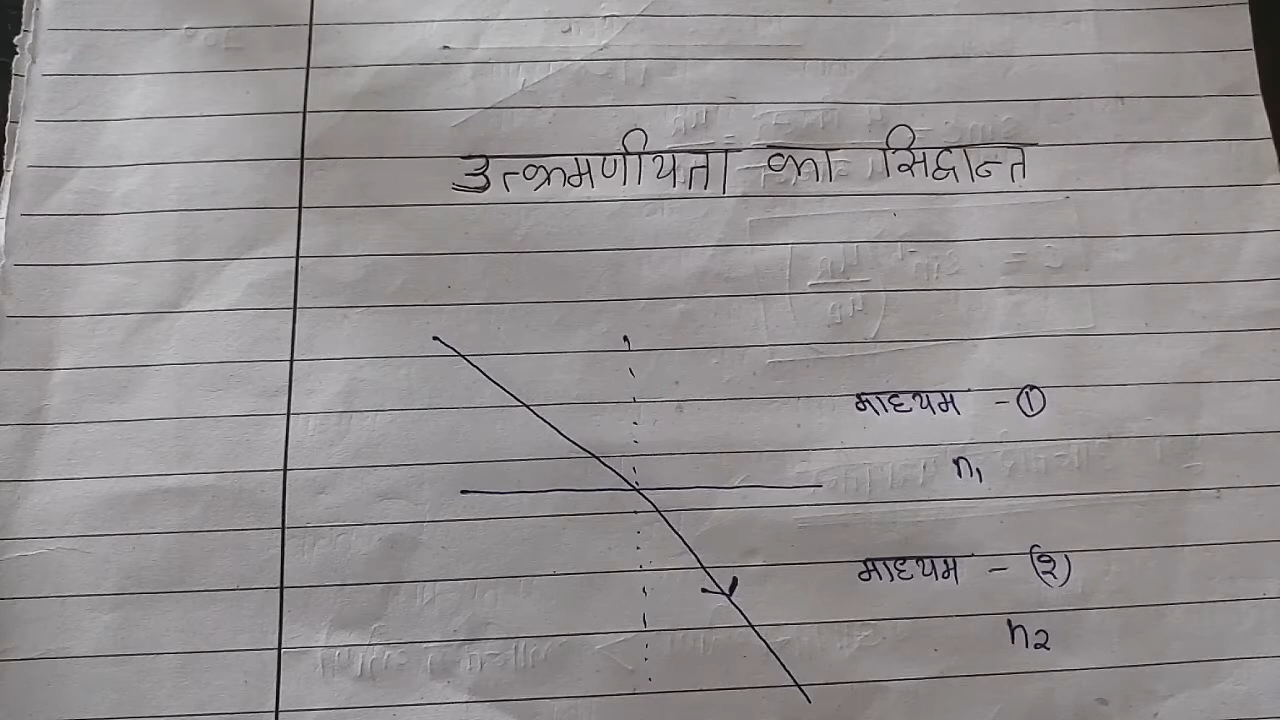 उत्क्रमणीयता का सिद्धान्त
माध्यम - ①
n₁
माध्यम - (२)
n₂